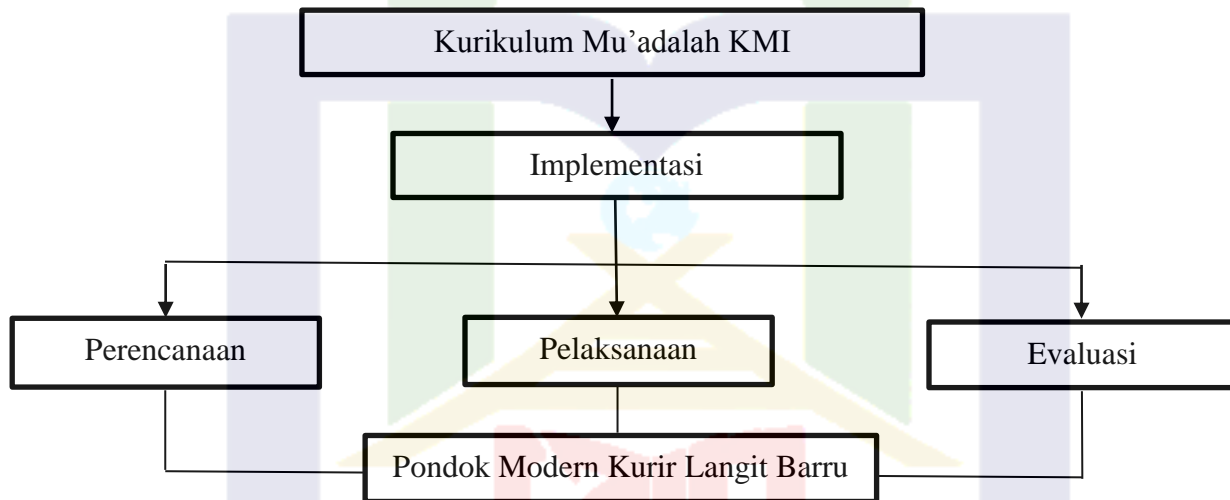 Kurikulum Mu’adalah KMI
Implementasi
Perencanaan
Pelaksanaan
Evaluasi
Pondok Modern Kurir Langit Barru